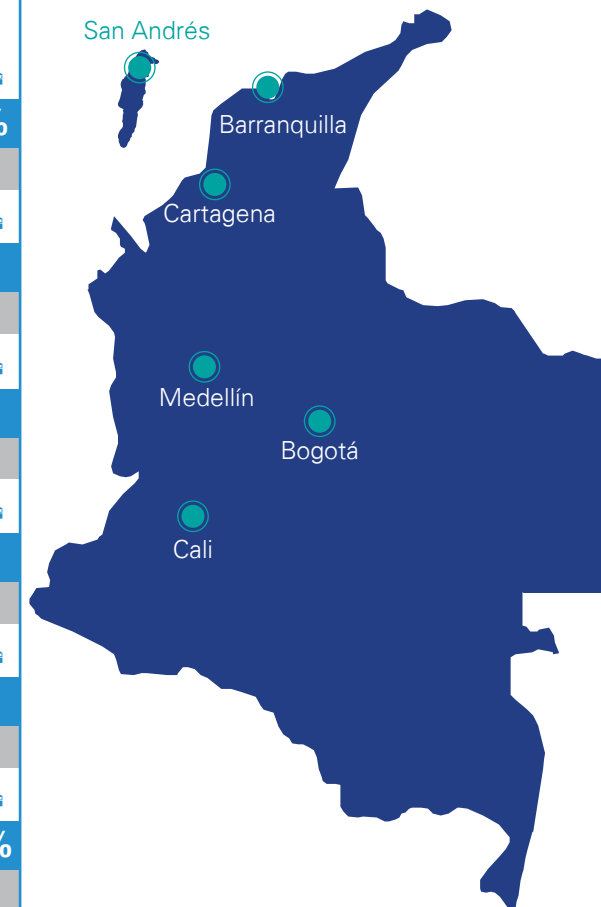 San Andrés
%
Barranquilla
Cartagena
Medellín
Bogotá
Cali
%